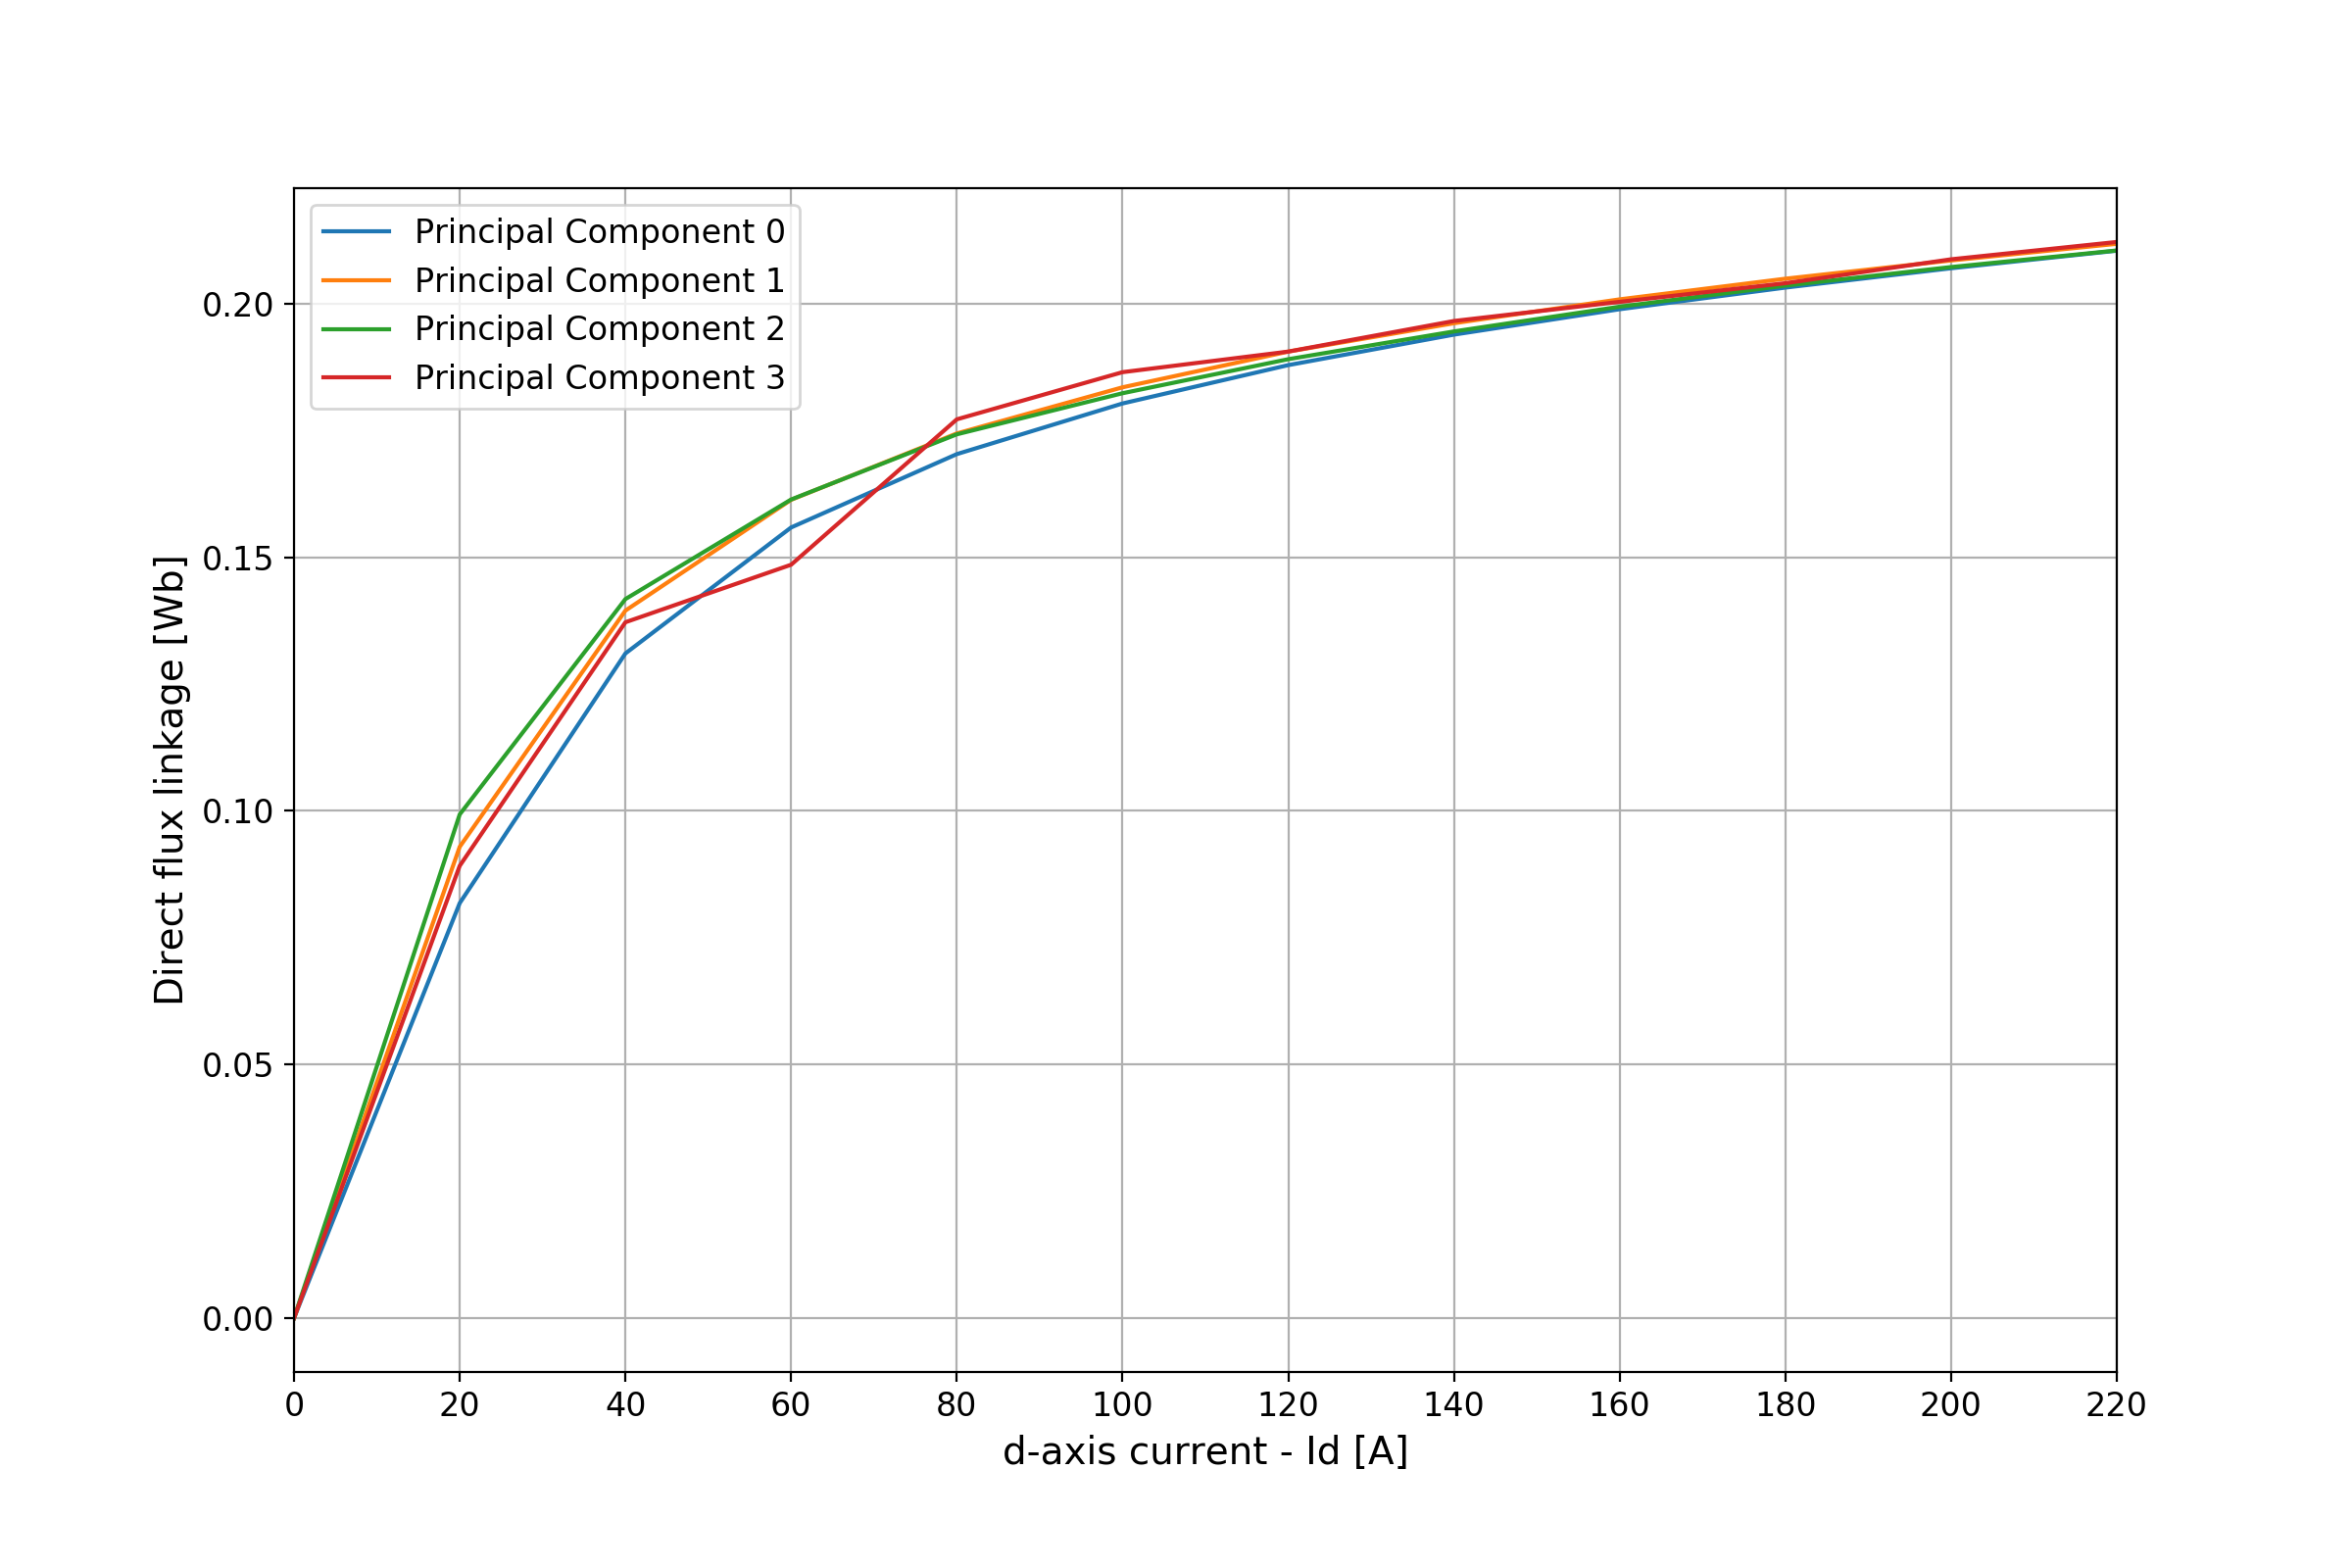 Principal Component 0
Principal Component 1
Principal Component 2
Principal Component 3
0.20
0.15
0.10
0.05
0.00
Direct flux linkage [Wb]
0 20 40 60 80 100 120 140 160 180 200 220
d-axis current - Id [A]